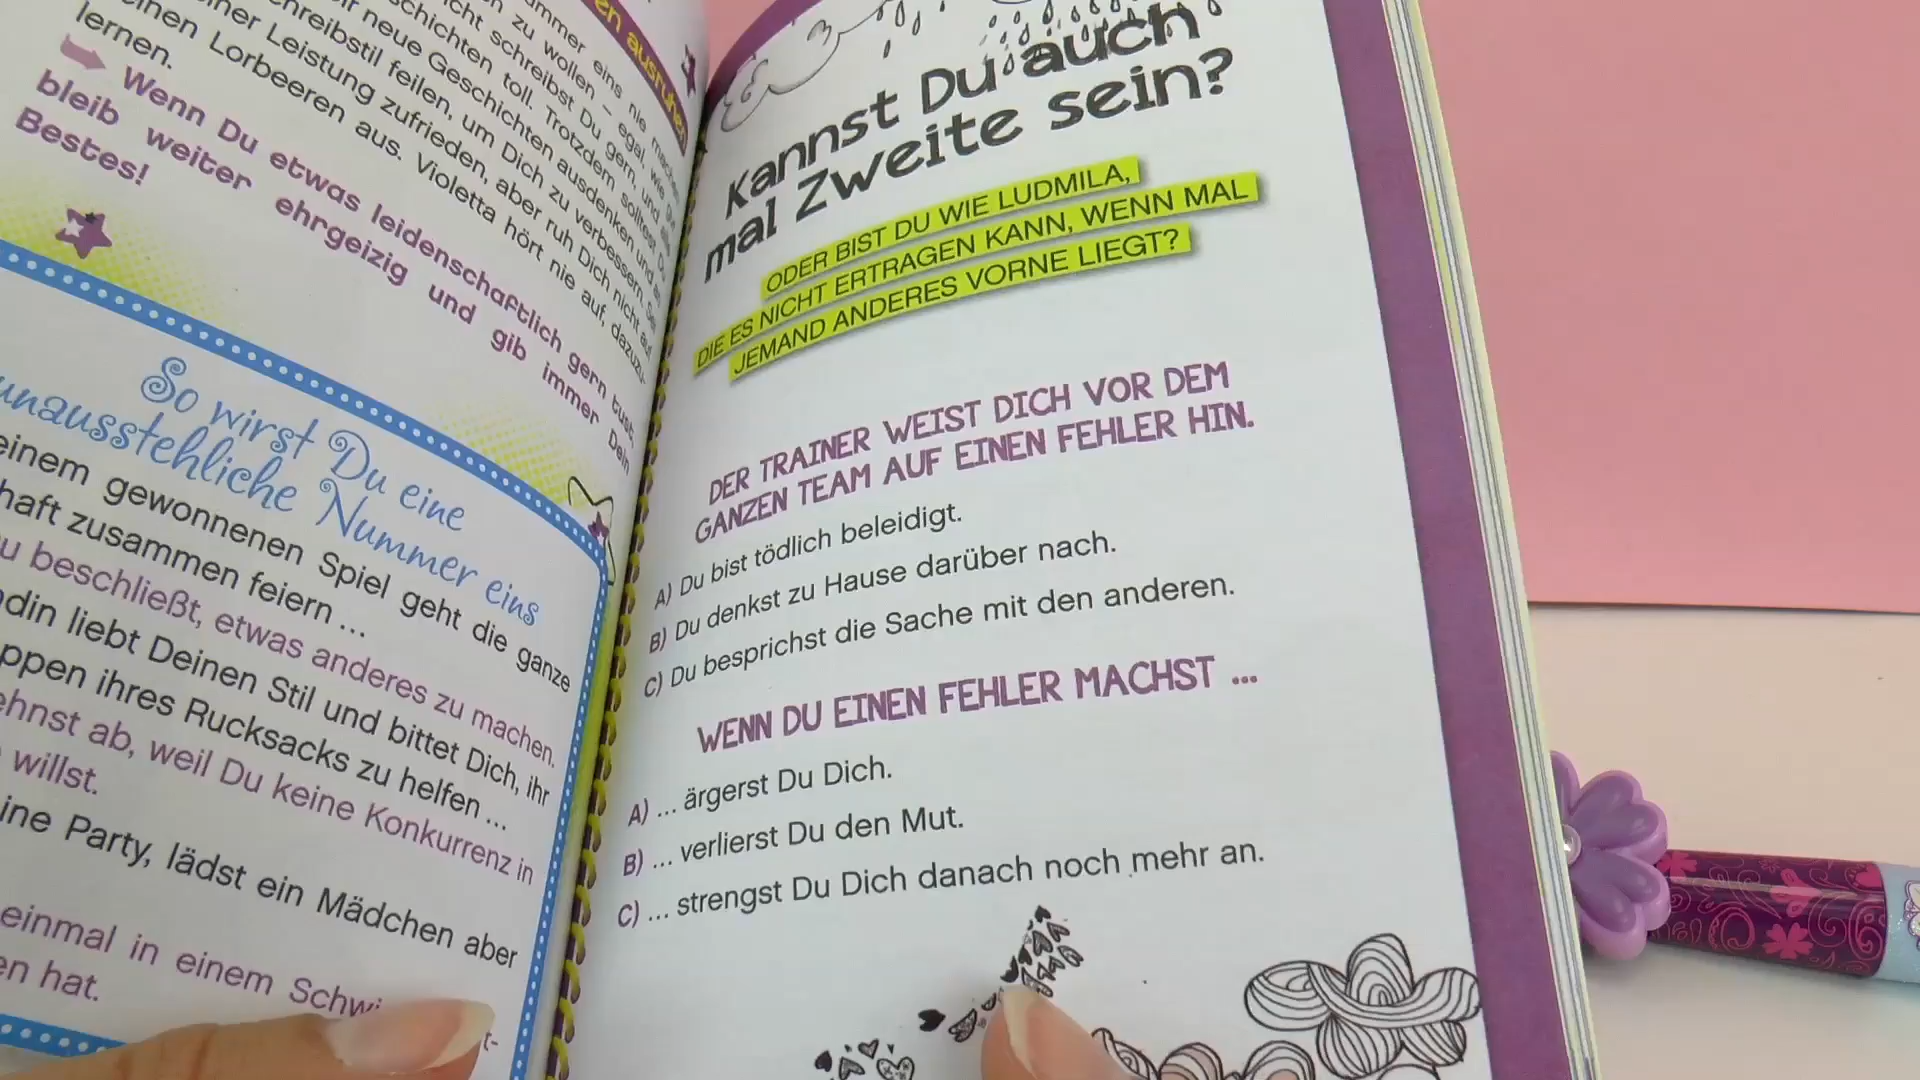 en ausruhen
lernen.
Wenn Du etwas leidenschaftlich gern tust,
bleib weiter ehrgeizig und gib immer Dein
Bestes!
So wirst Du eine
unausstehliche Nummer eins
einem gewonnenen Spiel geht die ganze
haft zusammen feiern ...
u beschließt, etwas anderes zu machen.
din liebt Deinen Stil und bittet Dich, ihr
ppen ihres Rucksacks zu helfen ...
ehnst ab, weil Du keine Konkurrenz in
willst.
ine Party, lädst ein Mädchen aber
einmal in einem Schwi
en hat.
Kannst Du auch
mal Zweite sein?
ODER BIST DU WIE LUDMILA,
DIE ES NICHT ERTRAGEN KANN, WENN MAL
JEMAND ANDERES VORNE LIEGT?
DER TRAINER WEIST DICH VOR DEM
GANZEN TEAM AUF EINEN FEHLER HIN.
A) Du bist tödlich beleidigt.
B) Du denkst zu Hause darüber nach.
C) Du besprichst die Sache mit den anderen.
WENN DU EINEN FEHLER MACHST ...
A) ... ärgerst Du Dich.
B) ... verlierst Du den Mut.
C) ... strengst Du Dich danach noch mehr an.